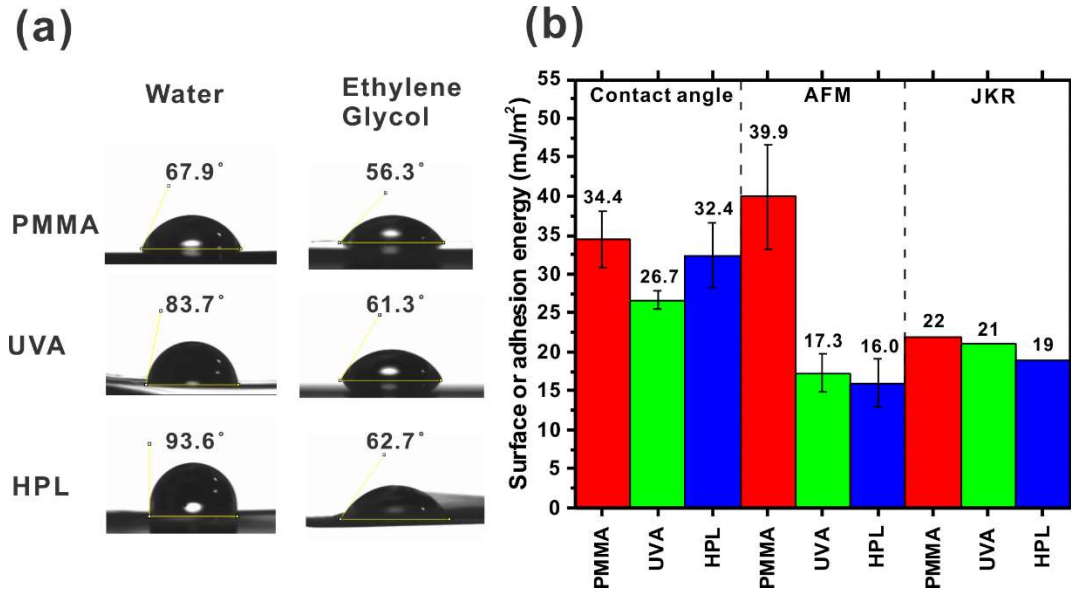 (a)
Water
Ethylene
Glycol
PMMA
67.9°
56.3°
UVA
83.7°
61.3°
HPL
93.6°
62.7°
(b)
Surface or adhesion energy (mJ/m²)
55
50
45
40
35
30
25
20
15
10
5
0
Contact angle
AFM
JKR
34.4
26.7
32.4
39.9
17.3
16.0
22
21
19
PMMA
UVA
HPL
PMMA
UVA
HPL
PMMA
UVA
HPL